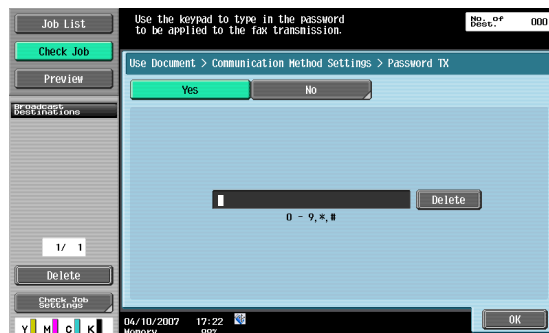 Job List
Use the keypad to type in the password
to be applied to the fax transmission.
No. of
Dest.
000
Check Job
Use Document > Communication Method Settings > Password TX
Preview
Yes
No
Broadcast
Destinations
Delete
0 - 9,*,#
1/ 1
Delete
Check Job
Settings
Y M C K
04/10/2007 17:22
Memory 99%
OK